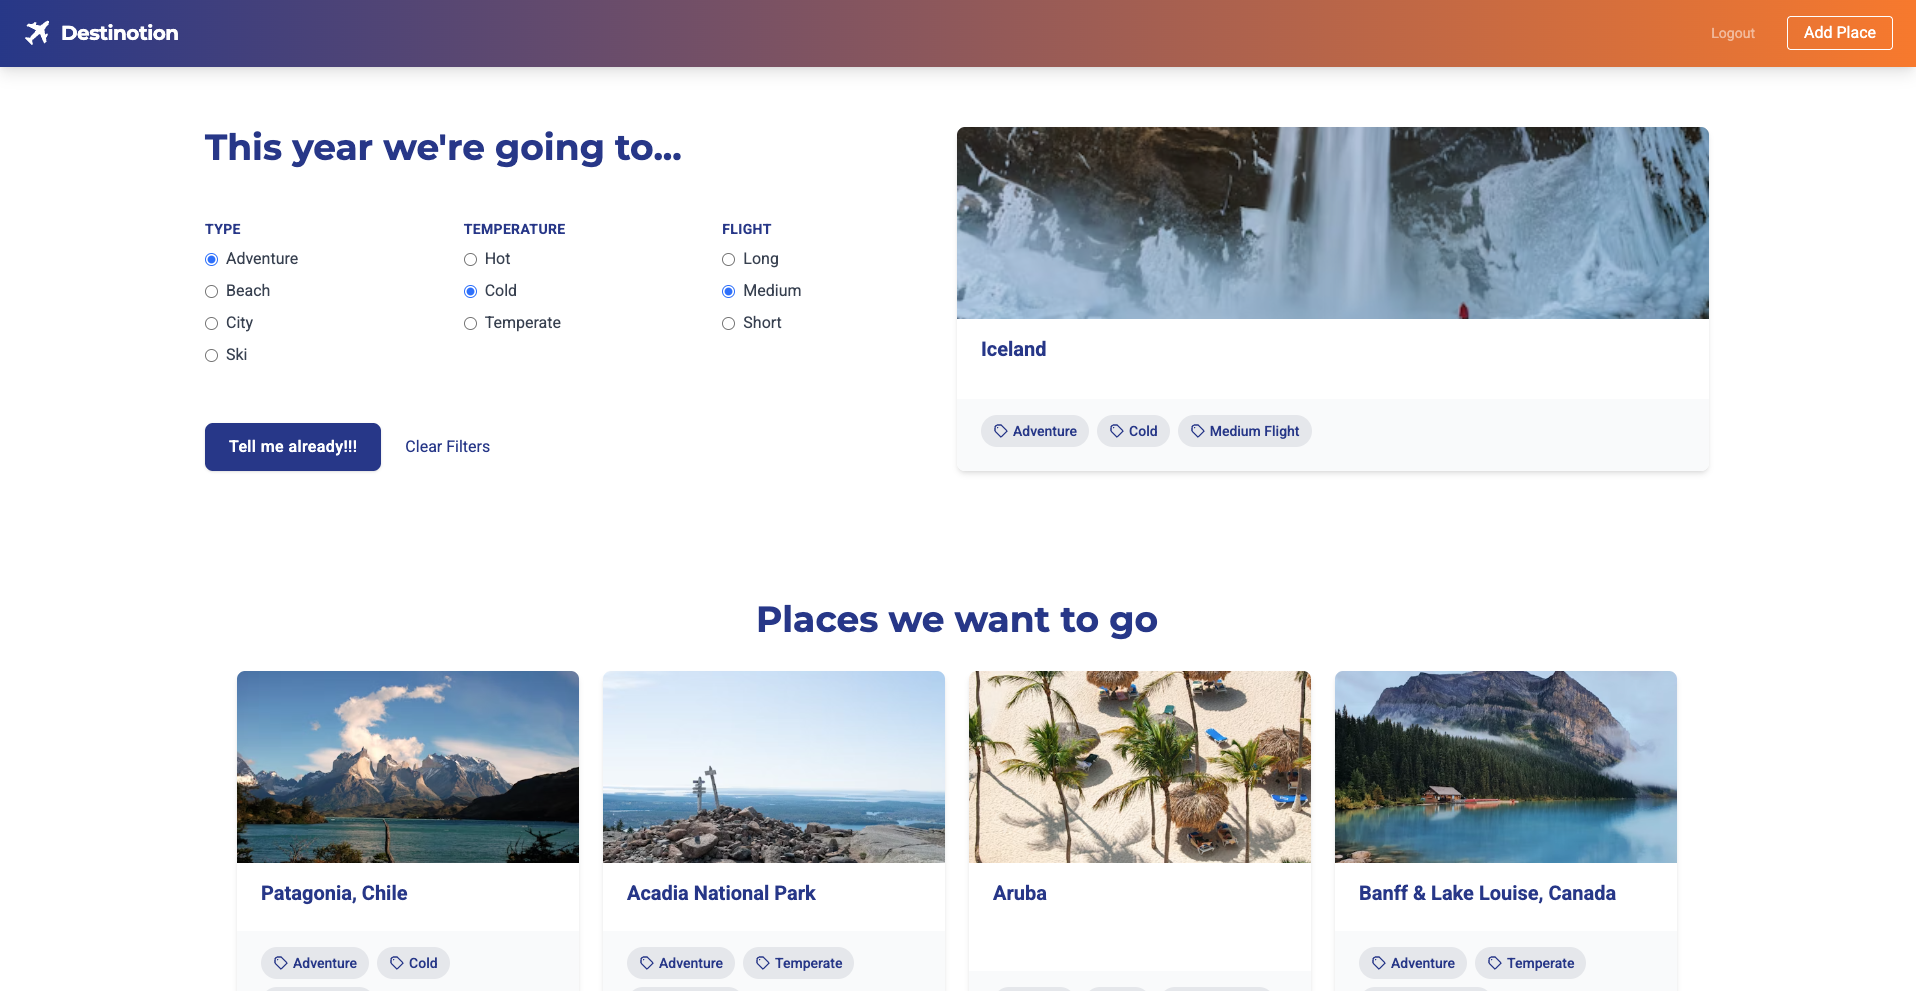 Destinotion
Logout
Add Place
This year we're going to...
TYPE
Adventure
Beach
City
Ski
TEMPERATURE
Hot
Cold
Temperate
FLIGHT
Long
Medium
Short
Tell me already!!!
Clear Filters
Iceland
Adventure
Cold
Medium Flight
Places we want to go
Patagonia, Chile
Adventure
Cold
Acadia National Park
Adventure
Temperate
Aruba
Banff & Lake Louise, Canada
Adventure
Temperate